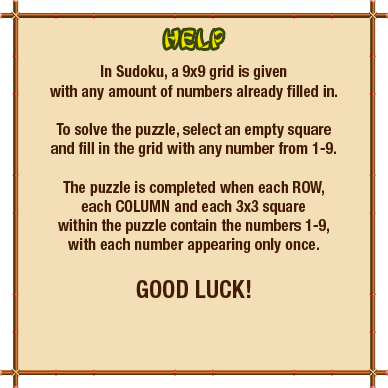 HELP
In Sudoku, a 9x9 grid is given
with any amount of numbers already filled in.
To solve the puzzle, select an empty square
and fill in the grid with any number from 1-9.
The puzzle is completed when each ROW,
each COLUMN and each 3x3 square
within the puzzle contain the numbers 1-9,
with each number appearing only once.
GOOD LUCK!